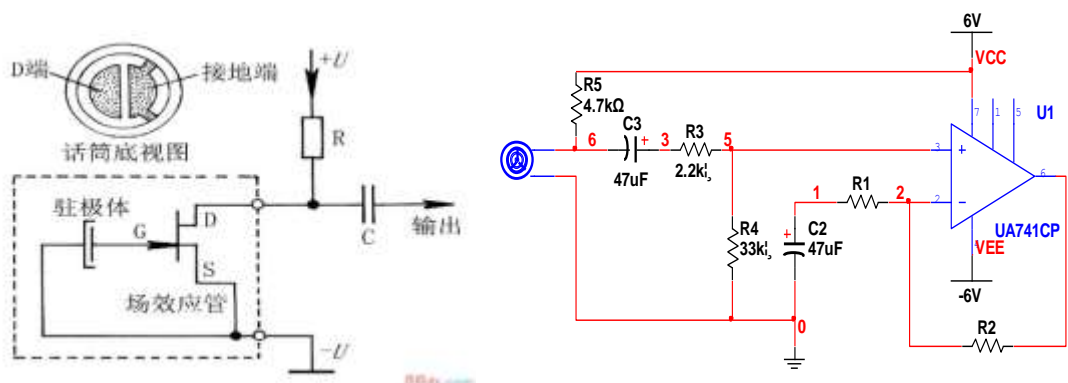 D端
接地端
话筒底视图
+U
R
驻极体
G
D
S
场效应管
C
输出
-U
6V
VCC
R5
4.7kΩ
7
1
5
U1
C3
+
6
3
R3
5
47uF
2.2k
3
+
6
1
R1
2
2
−
UA741CP
R4
33k
+
C2
47uF
VEE
-6V
0
R2